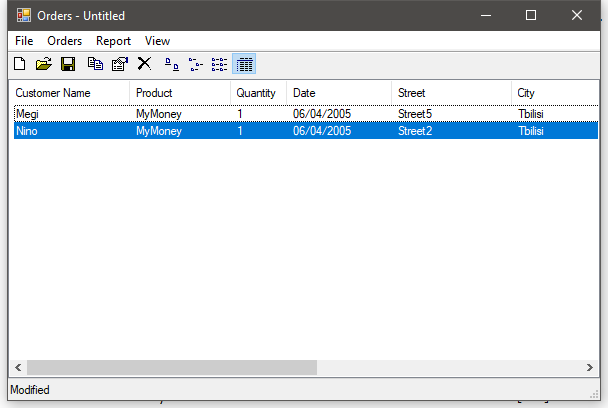 Orders - Untitled
File Orders Report View
Customer Name Product Quantity Date Street City
Megi MyMoney 1 06/04/2005 Street5 Tbilisi
Nino MyMoney 1 06/04/2005 Street2 Tbilisi
Modified